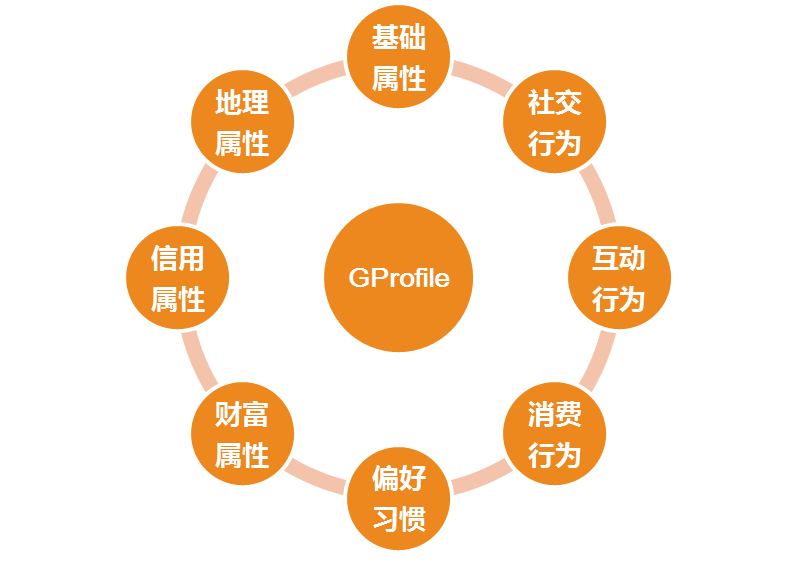 基础
属性
社交
行为
互动
行为
消费
行为
偏好
习惯
财富
属性
信用
属性
地理
属性
GProfile